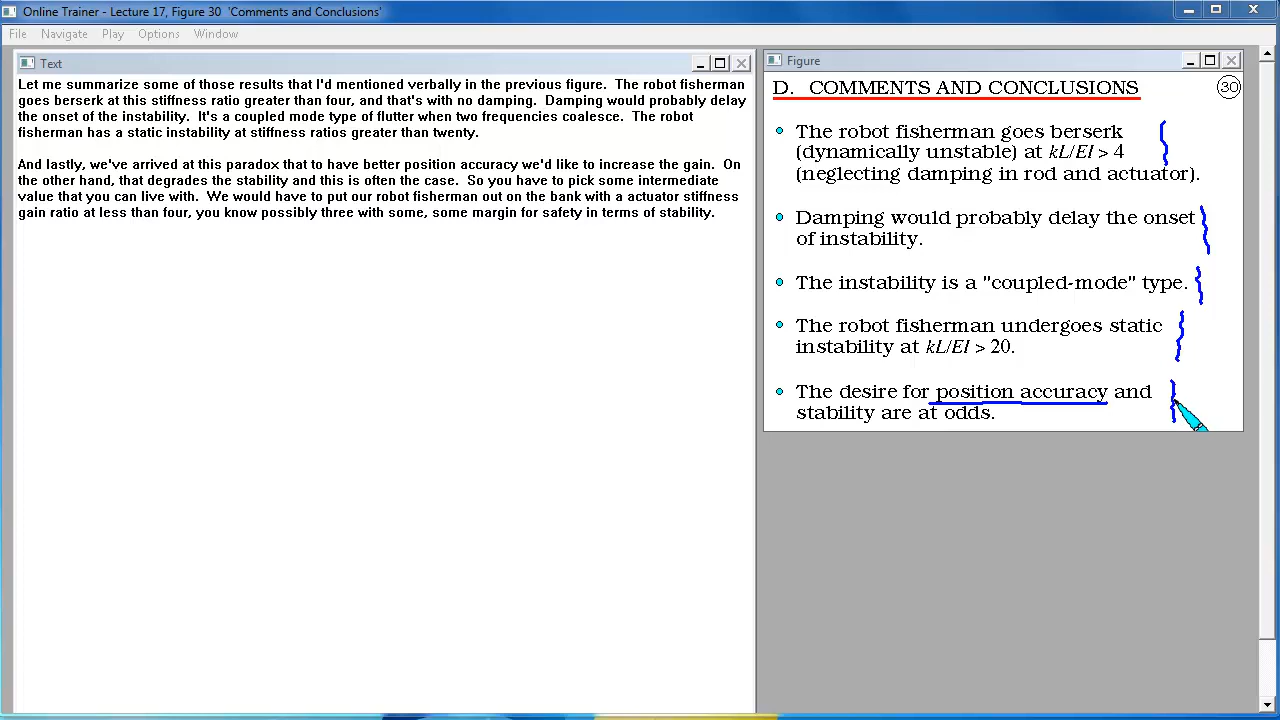 Online Trainer - Lecture 17, Figure 30  'Comments and Conclusions'
File   Navigate   Play   Options   Window
Text
Let me summarize some of those results that I'd mentioned verbally in the previous figure.  The robot fisherman
goes berserk at this stiffness ratio greater than four, and that's with no damping.  Damping would probably delay
the onset of the instability.  It's a coupled mode type of flutter when two frequencies coalesce.  The robot
fisherman has a static instability at stiffness ratios greater than twenty.
And lastly, we've arrived at this paradox that to have better position accuracy we'd like to increase the gain.  On
the other hand, that degrades the stability and this is often the case.  So you have to pick some intermediate
value that you can live with.  We would have to put our robot fisherman out on the bank with a actuator stiffness
gain ratio at less than four, you know possibly three with some, some margin for safety in terms of stability.
Figure
D.   COMMENTS AND CONCLUSIONS
30
• The robot fisherman goes berserk
(dynamically unstable) at kL/EI > 4
(neglecting damping in rod and actuator).
• Damping would probably delay the onset
of instability.
• The instability is a "coupled-mode" type.
• The robot fisherman undergoes static
instability at kL/EI > 20.
• The desire for position accuracy and
stability are at odds.